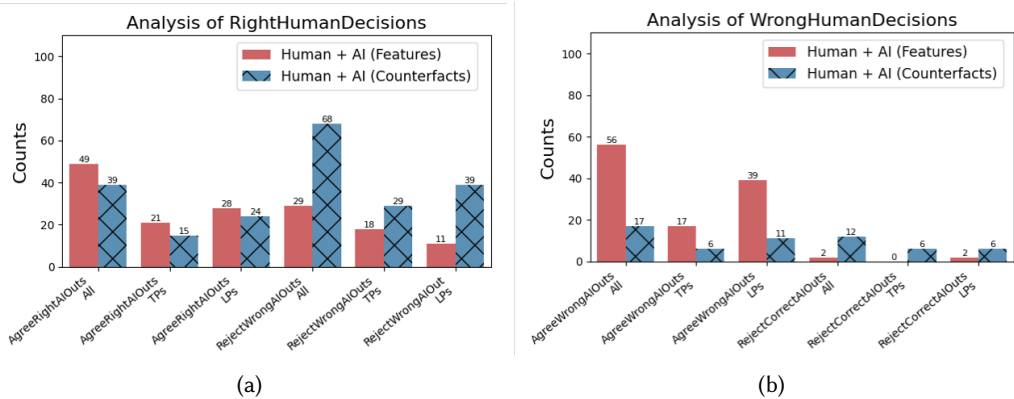 Analysis of RightHumanDecisions
Human + AI (Features)
Human + AI (Counterfacts)
Counts
100
80
60
40
20
0
49
39
21
15
28
24
29
68
18
29
11
39
AgreeRightAIOuts
All
AgreeRightAIOuts
TPs
AgreeRightAIOuts
LPs
RejectWrongAIOuts
All
RejectWrongAIOuts
TPs
RejectWrongAIOut
LPs
(a)
Analysis of WrongHumanDecisions
Human + AI (Features)
Human + AI (Counterfacts)
Counts
100
80
60
40
20
0
56
17
17
6
39
11
2
12
0
6
2
6
AgreeWrongAIOuts
All
AgreeWrongAIOuts
TPs
AgreeWrongAIOuts
LPs
RejectCorrectAIOuts
All
RejectCorrectAIOuts
TPs
RejectCorrectAIOuts
LPs
(b)